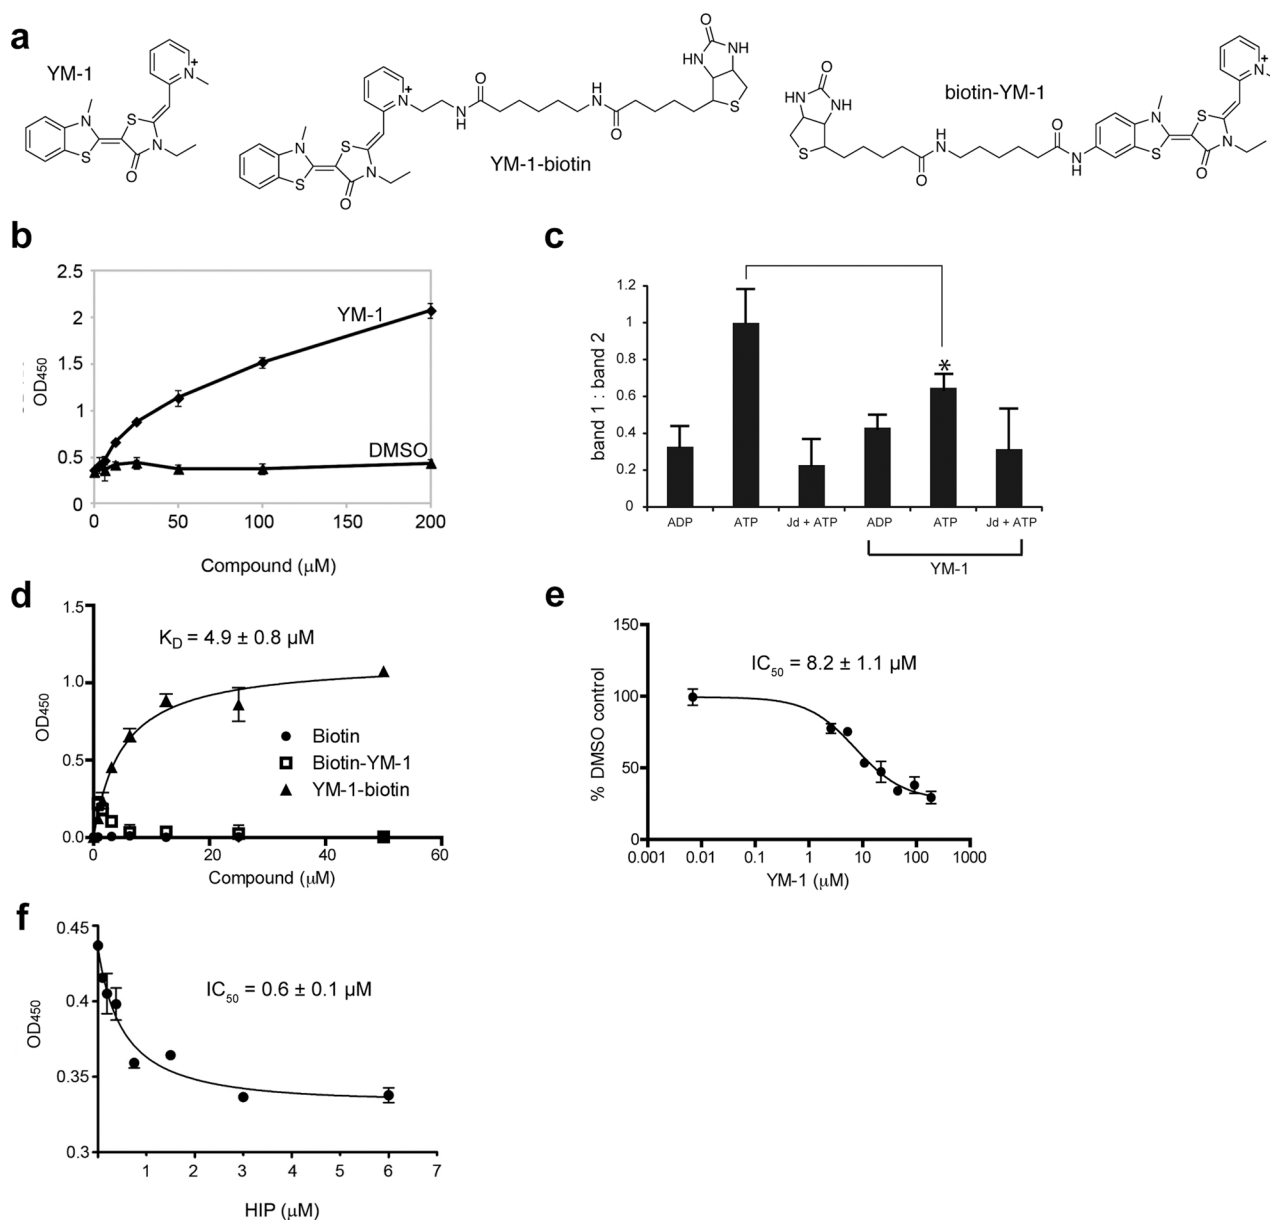 a
YM-1
YM-1-biotin
biotin-YM-1
N
+
N
S
S
N
O
N
+
N
H
O
H
N
O
O
HN
NH
S
N
S
S
N
O
O
HN
NH
S
O
H
N
O
N
H
N
S
S
N
O
N
+
b
2.5
2
1.5
1
0.5
0
OD450
YM-1
DMSO
0
50
100
150
200
Compound (μM)
c
1.2
1
0.8
0.6
0.4
0.2
0
band 1 : band 2
*
ADP
ATP
Jd + ATP
ADP
ATP
Jd + ATP
YM-1
d
1.5
1.0
0.5
0.0
OD450
KD = 4.9 ± 0.8 μM
Biotin
Biotin-YM-1
YM-1-biotin
0
20
40
60
Compound (μM)
e
150
100
50
0
% DMSO control
IC50 = 8.2 ± 1.1 μM
0.001
0.01
0.1
1
10
100
1000
YM-1 (μM)
f
0.45
0.4
0.35
0.3
OD450
IC50 = 0.6 ± 0.1 μM
1
2
3
4
5
6
7
HIP (μM)